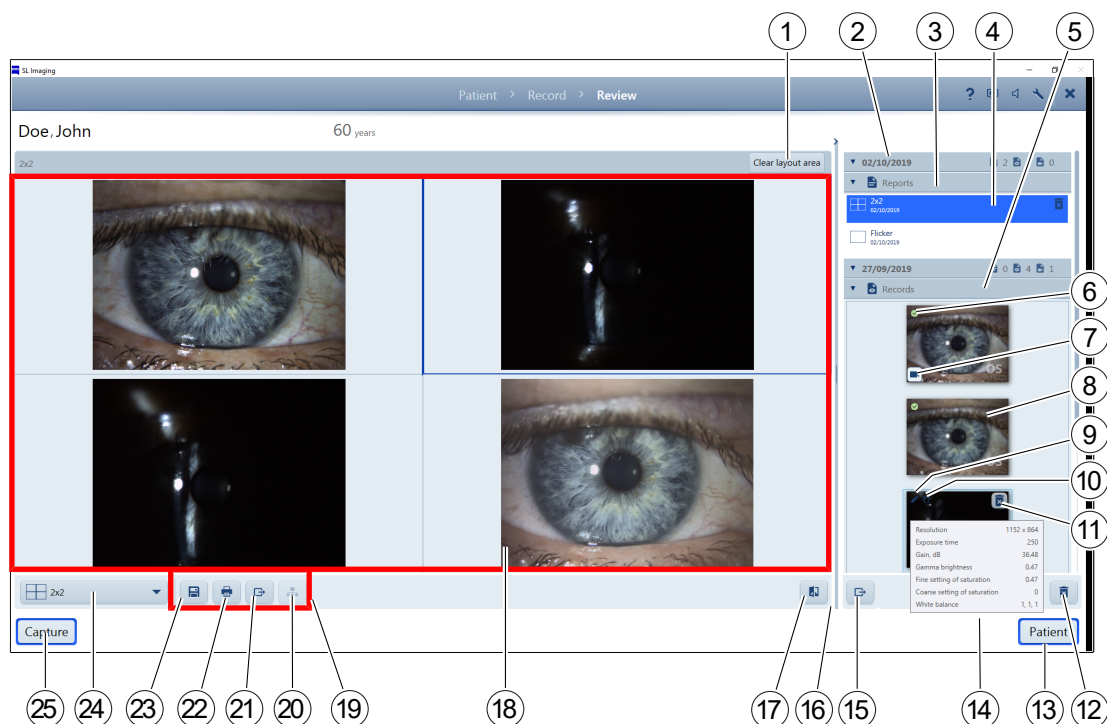 1 2 3 4 5
SL Imaging
Patient > Record > Review
?
Doe, John 60 years
2x2 Clear layout area
02/10/2019 2 0
Reports
2x2
02/10/2019
Flicker
02/10/2019
27/09/2019 0 4 1
Records
6
7
OS
8
9
OS
10
11
Resolution 1152 x 864
Exposure time 250
Gain, dB 36.48
Gamma brightness 0.47
Fine setting of saturation 0.47
Coarse setting of saturation 0
White balance 1, 1, 1
2x2
Capture Patient
25 24 23 22 21 20 19 18 17 16 15 14 13 12